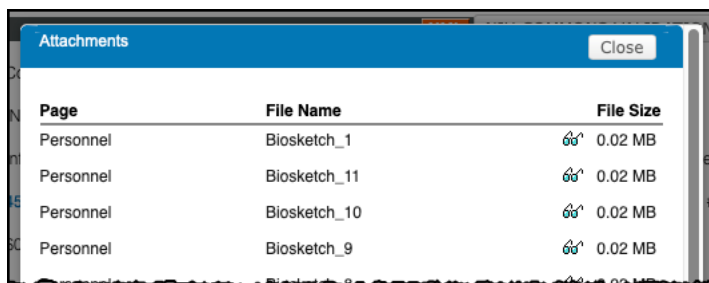 Attachments
Close
Page File Name File Size
Personnel Biosketch_1 0.02 MB
Personnel Biosketch_11 0.02 MB
Personnel Biosketch_10 0.02 MB
Personnel Biosketch_9 0.02 MB